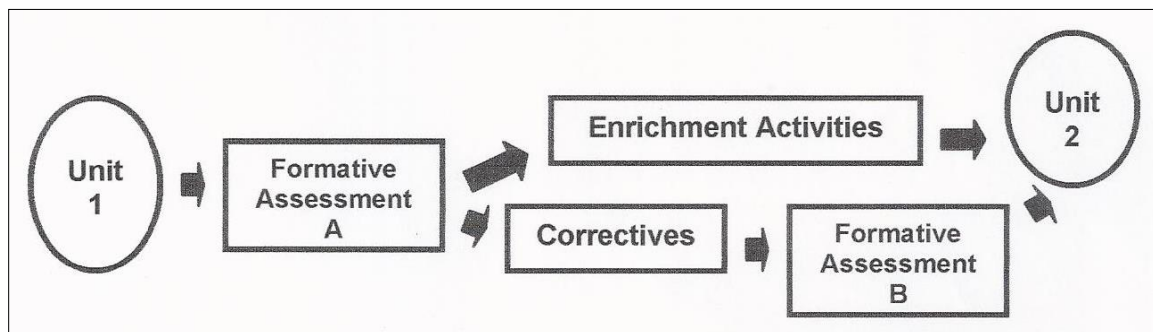 Unit
1
Formative
Assessment
A
Enrichment Activities
Correctives
Formative
Assessment
B
Unit
2